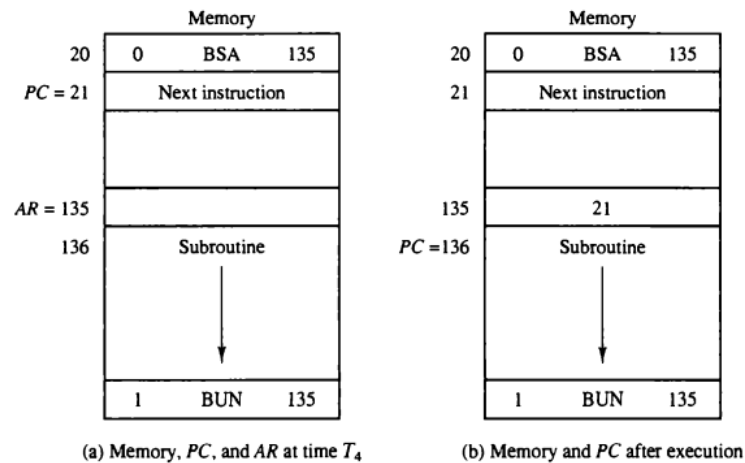 Memory
20 0 BSA 135
PC = 21 Next instruction
AR = 135
136 Subroutine
1 BUN 135
(a) Memory, PC, and AR at time T4
Memory
20 0 BSA 135
21 Next instruction
135 21
PC =136 Subroutine
1 BUN 135
(b) Memory and PC after execution